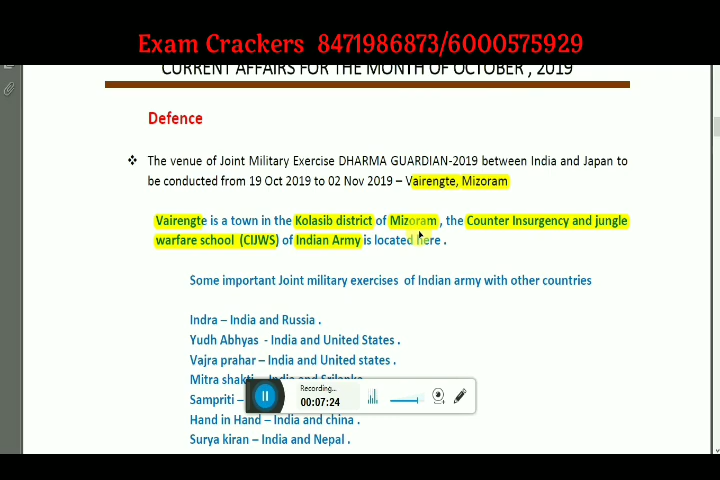 Exam Crackers 8471986873/6000575929
CURRENT AFFAIRS FOR THE MONTH OF OCTOBER , 2019
Defence
❖ The venue of Joint Military Exercise DHARMA GUARDIAN-2019 between India and Japan to
be conducted from 19 Oct 2019 to 02 Nov 2019 – Vairengte, Mizoram
Vairengte is a town in the Kolasib district of Mizoram , the Counter Insurgency and jungle
warfare school (CIJWS) of Indian Army is located here .
Some important Joint military exercises of Indian army with other countries
Indra – India and Russia .
Yudh Abhyas - India and United States .
Vajra prahar – India and United states .
Mitra shakti – India and Srilanka
Sampriti –
Recording...
00:07:24
Hand in Hand – India and china .
Surya kiran – India and Nepal .